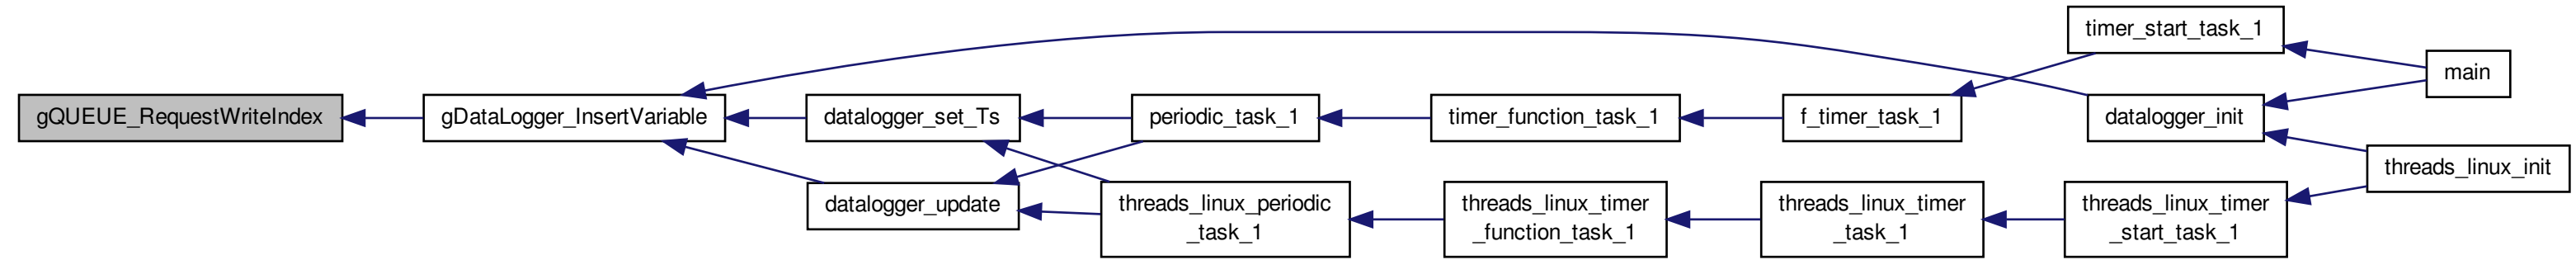 gQUEUE_RequestWriteIndex
gDataLogger_InsertVariable
datalogger_set_Ts
datalogger_update
periodic_task_1
threads_linux_periodic
_task_1
timer_function_task_1
threads_linux_timer
_function_task_1
f_timer_task_1
threads_linux_timer
_task_1
timer_start_task_1
datalogger_init
threads_linux_timer
_start_task_1
main
threads_linux_init